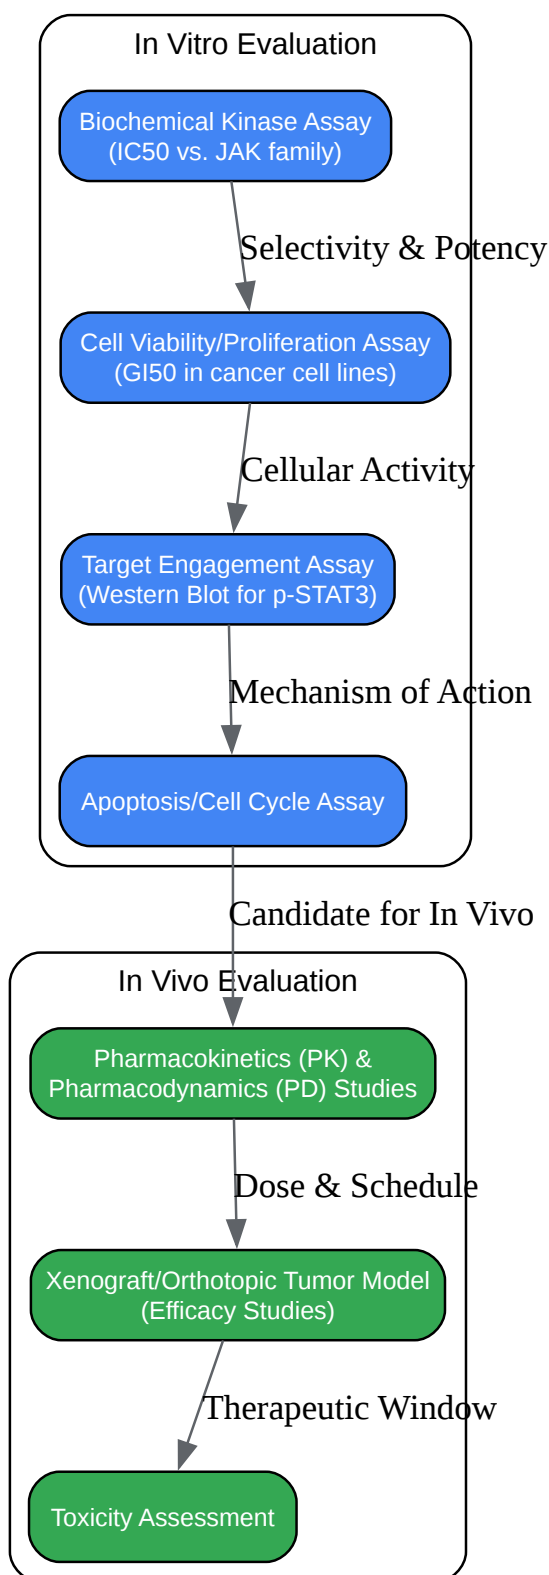 In Vitro Evaluation
Biochemical Kinase Assay
(IC50 vs. JAK family)
Selectivity & Potency
Cell Viability/Proliferation Assay
(GI50 in cancer cell lines)
Cellular Activity
Target Engagement Assay
(Western Blot for p-STAT3)
Mechanism of Action
Apoptosis/Cell Cycle Assay
Candidate for In Vivo
In Vivo Evaluation
Pharmacokinetics (PK) &
Pharmacodynamics (PD) Studies
Dose & Schedule
Xenograft/Orthotopic Tumor Model
(Efficacy Studies)
Therapeutic Window
Toxicity Assessment